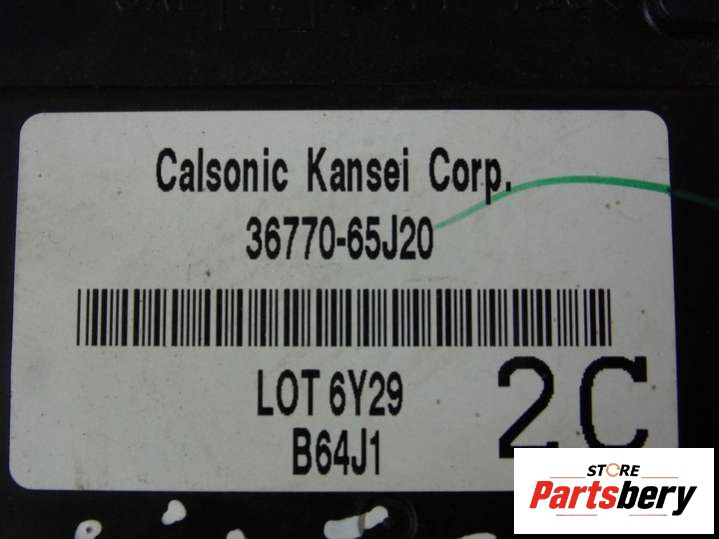 Calsonic Kansei Corp.
36770-65J20
LOT 6Y29
B64J1
2C
STORE
Partsbery